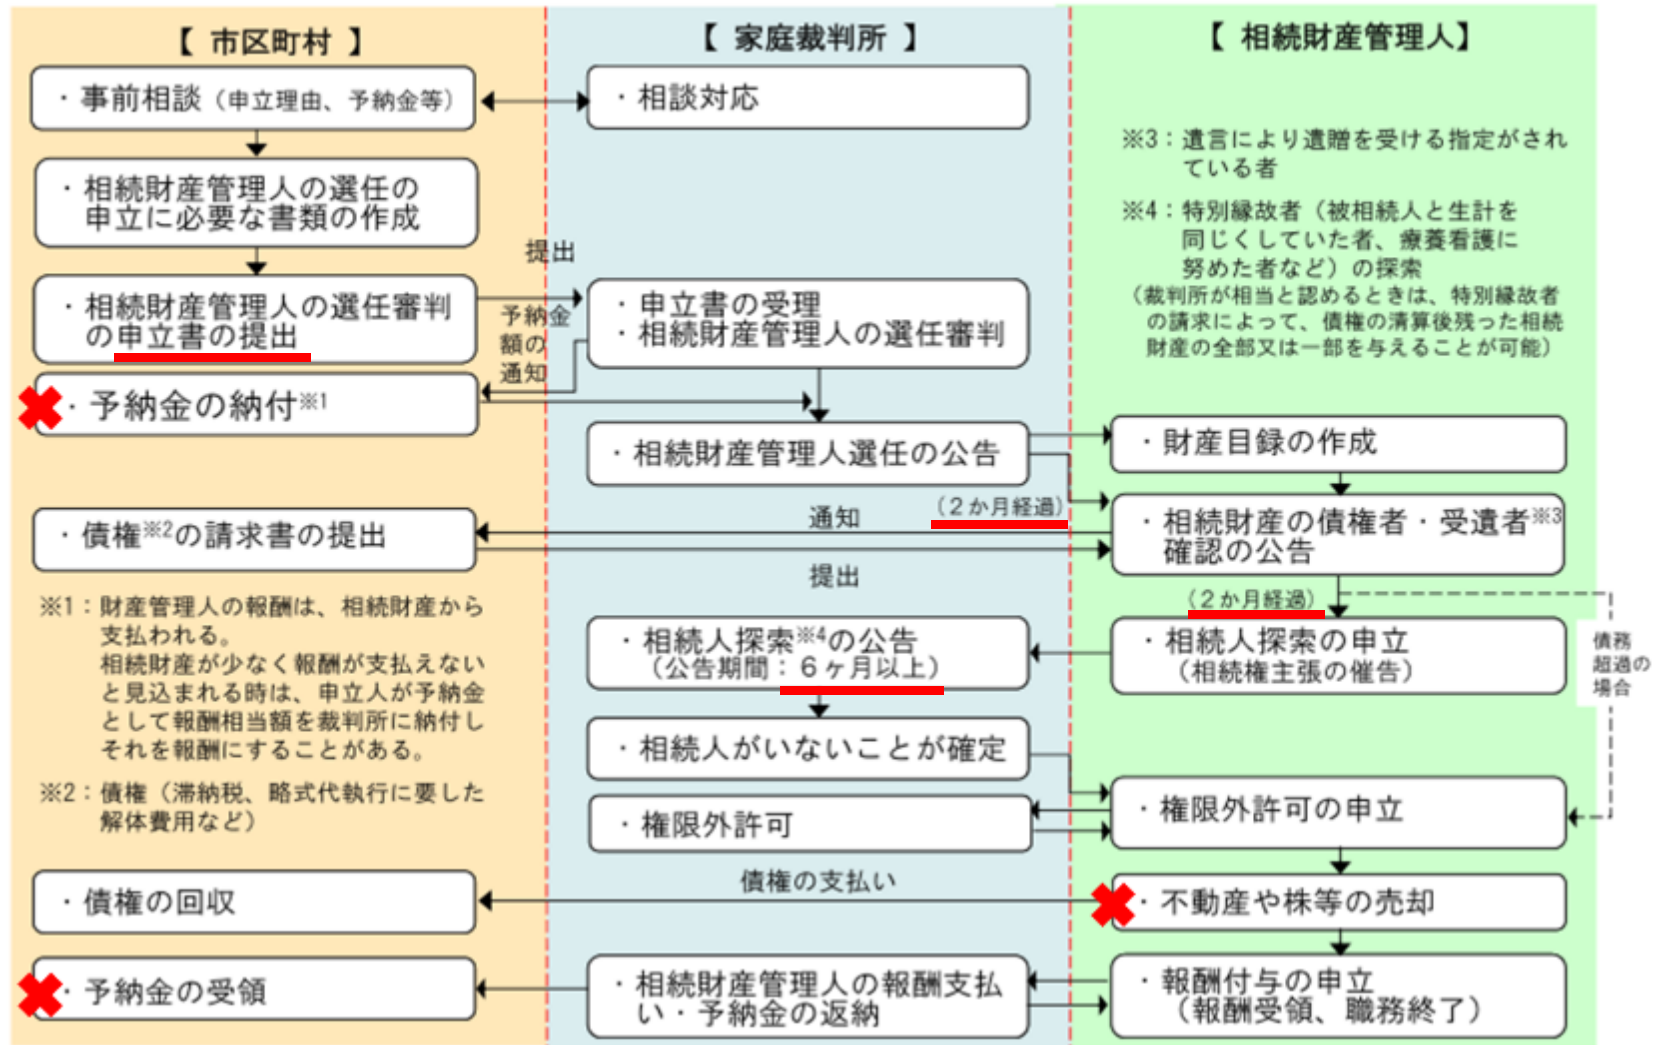 【 市区町村 】
・事前相談（申立理由、予納金等）
・相続財産管理人の選任の
申立に必要な書類の作成
・相続財産管理人の選任審判
の申立書の提出
・予納金の納付※1
・債権※2の請求書の提出
※1：財産管理人の報酬は、相続財産から
支払われる。
相続財産が少なく報酬が支払えない
と見込まれる時は、申立人が予納金
として報酬相当額を裁判所に納付し
それを報酬にすることがある。
※2：債権（滞納税、略式代執行に要した
解体費用など）
・債権の回収
・予納金の受領
提出
予納金
額の
通知
【 家庭裁判所 】
・相談対応
・申立書の受理
・相続財産管理人の選任審判
・相続財産管理人選任の公告
（２か月経過）
通知
提出
・相続人探索※4の公告
（公告期間：６ヶ月以上）
・相続人がいないことが確定
・権限外許可
債権の支払い
・相続財産管理人の報酬支払
い・予納金の返納
【 相続財産管理人】
※3：遺言により遺贈を受ける指定がされ
ている者
※4：特別縁故者（被相続人と生計を
同じくしていた者、療養看護に
努めた者など）の探索
（裁判所が相当と認めるときは、特別縁故者
の請求によって、債権の清算後残った相続
財産の全部又は一部を与えることが可能）
・財産目録の作成
・相続財産の債権者・受遺者※3
確認の公告
（２か月経過）
・相続人探索の申立
（相続権主張の催告）
債務
超過の
場合
・権限外許可の申立
・不動産や株等の売却
・報酬付与の申立
（報酬受領、職務終了）